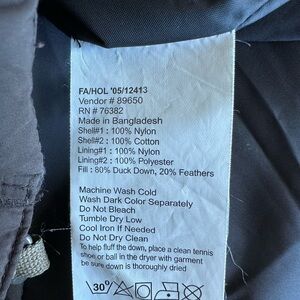 FA/HOL '05/12413
Vendor # 89650
RN # 76382
Made in Bangladesh
Shell#1 : 100% Nylon
Shell#2 : 100% Cotton
Lining#1 : 100% Nylon
Lining#2 : 100% Polyester
Fill : 80% Duck Down, 20% Feathers
Machine Wash Cold
Wash Dark Color Separately
Do Not Bleach
Tumble Dry Low
Cool Iron If Needed
Do Not Dry Clean
To help fluff the down, place a clean tennis
shoe or ball in the dryer with garment
be sure down is thoroughly dried
30°